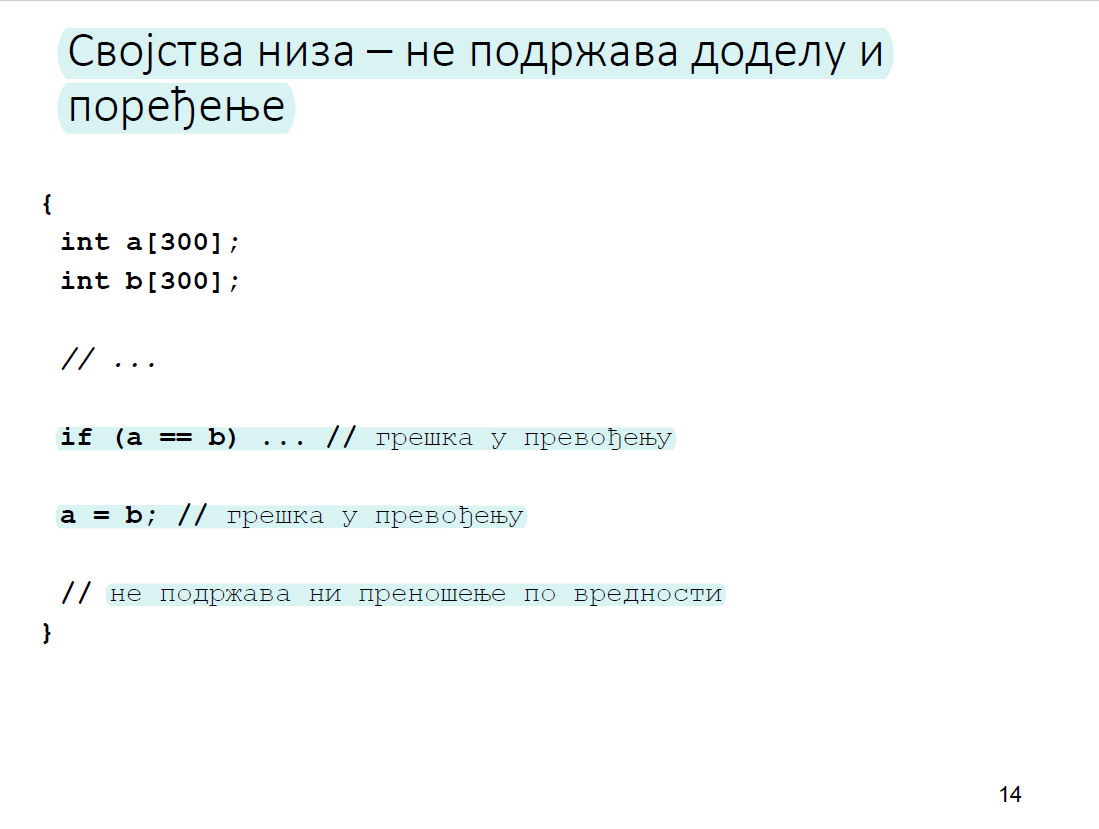 Својства низа – не подржава доделу и
поређење
{
int a[300];
int b[300];
// ...
if (a == b) ... // грешка у превођењу
a = b; // грешка у превођењу
// не подржава ни преношење по вредности
}
14